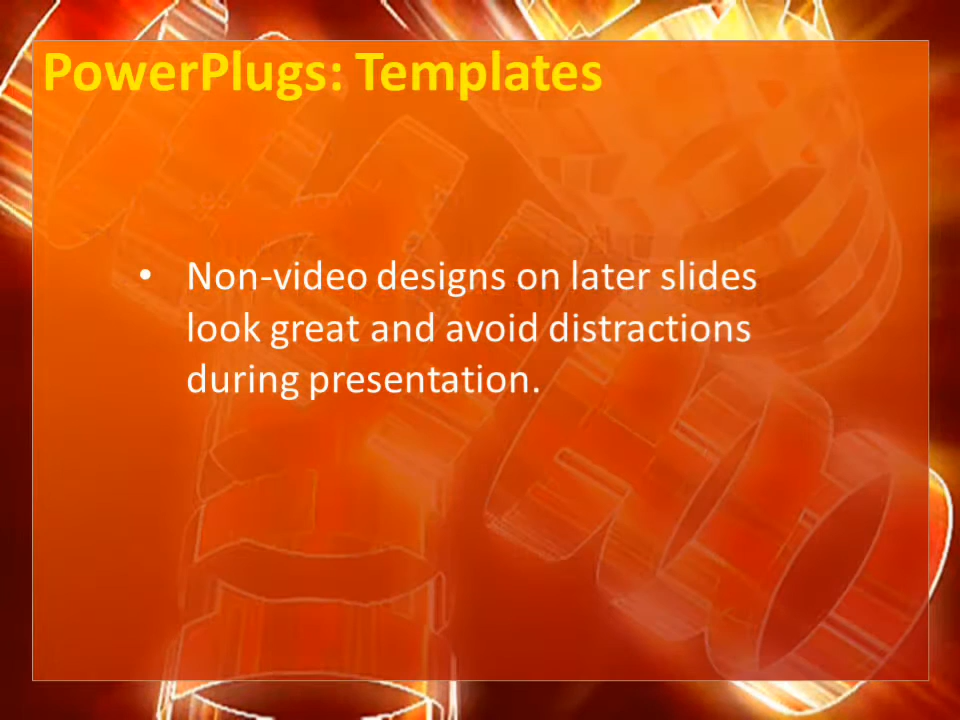 PowerPlugs: Templates
• Non-video designs on later slides
look great and avoid distractions
during presentation.